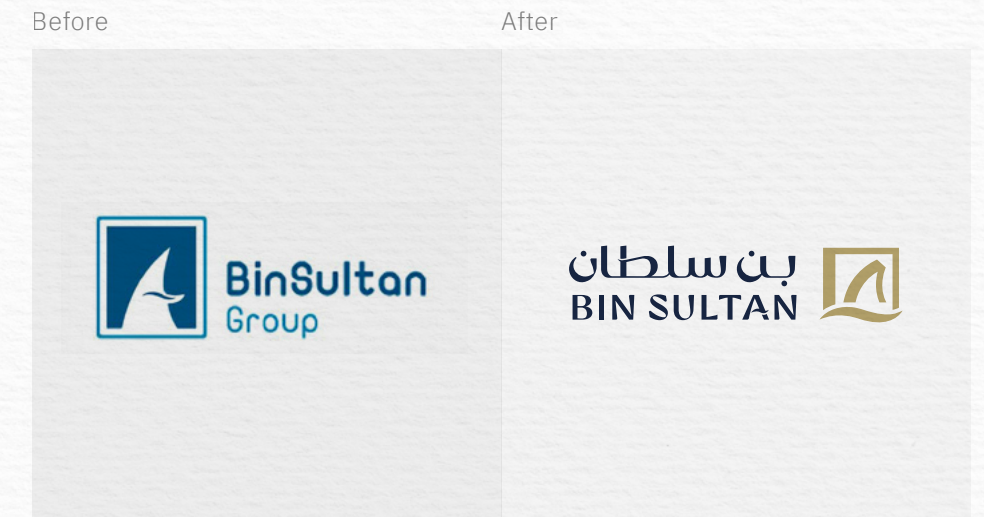 Before
After
BinSultan
Group
بن سلطان
BIN SULTAN